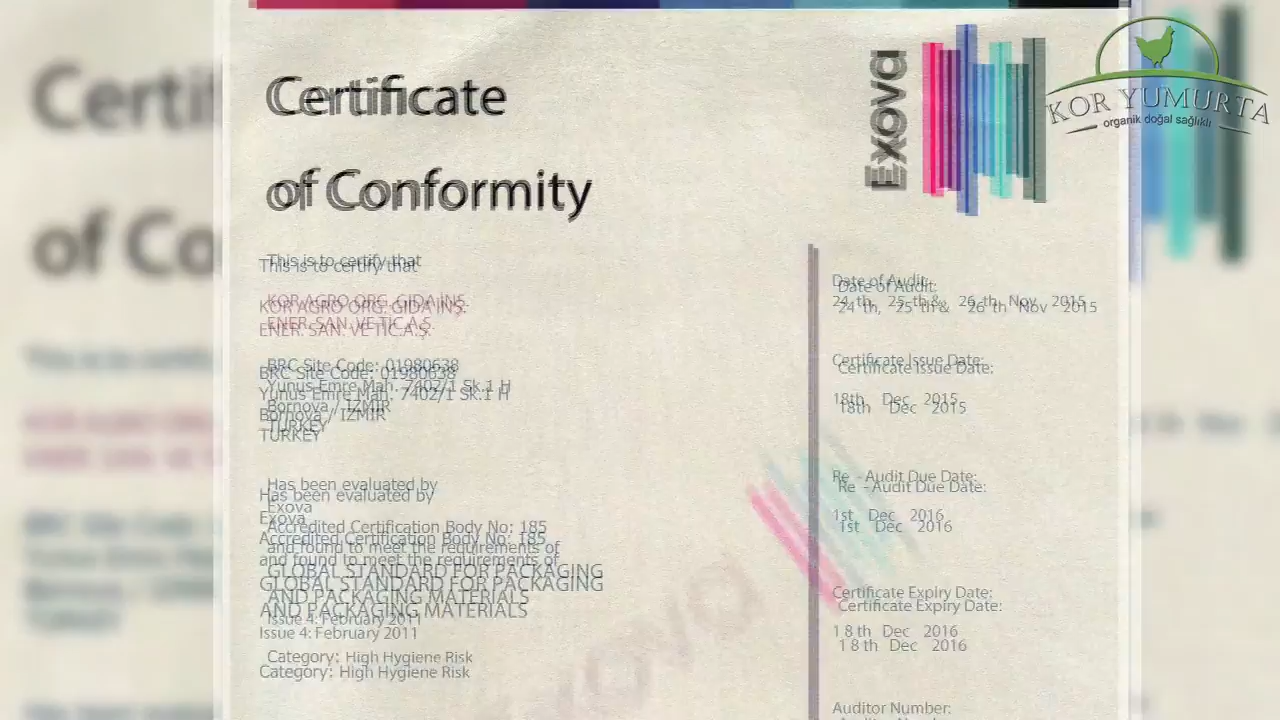 Certificate
of Conformity
Exova
KOR YUMURTA
organik doğal sağlıklı
This is to certify that
KOR AGRO ORG. GIDA İNŞ.
ENER. SAN. VE TİC.A.Ş.
BRC Site Code: 01980638
Yunus Emre Mah. 7402/1 Sk.1 H
Bornova / IZMIR
TURKEY
Has been evaluated by
Exova
Accredited Certification Body No: 185
and found to meet the requirements of
GLOBAL STANDARD FOR PACKAGING
AND PACKAGING MATERIALS
Issue 4: February 2011
Category: High Hygiene Risk
Date of Audit:
24 th, 25 th & 26 th Nov 2015
Certificate Issue Date:
18th Dec 2015
Re - Audit Due Date:
1st Dec 2016
Certificate Expiry Date:
18 th Dec 2016
Auditor Number:
Exova